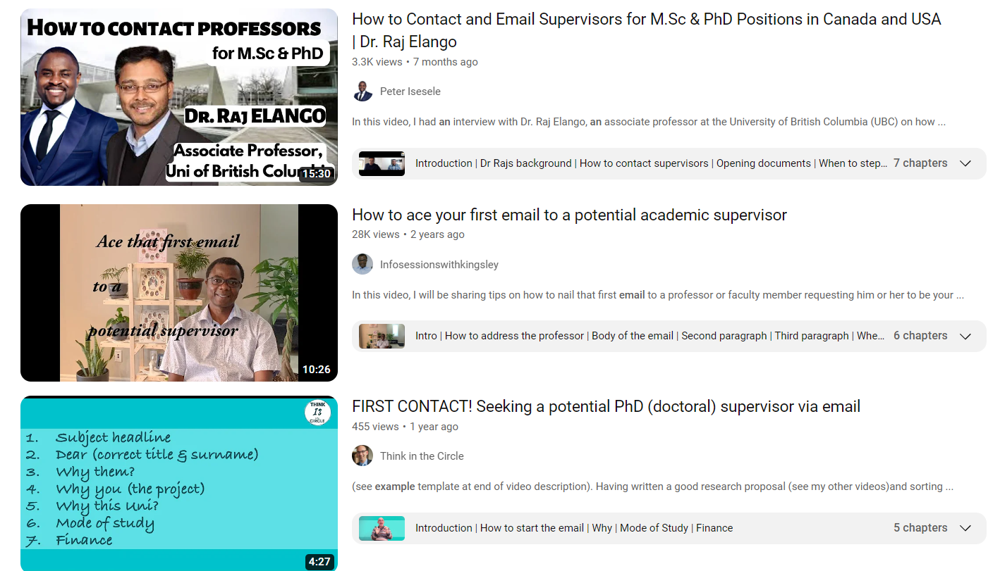 HOW TO CONTACT PROFESSORS
for M.Sc & PhD
DR. RAJ ELANGO
Associate Professor,
Uni of British
15:30
How to Contact and Email Supervisors for M.Sc & PhD Positions in Canada and USA
| Dr. Raj Elango
3.3K views • 7 months ago
Peter Isesele
In this video, I had an interview with Dr. Raj Elango, an associate professor at the University of British Columbia (UBC) on how ...
Introduction | Dr Rajs background | How to contact supervisors | Opening documents | When to step... 7 chapters
Ace that first email
to a
potential supervisor
10:26
How to ace your first email to a potential academic supervisor
28K views • 2 years ago
Infosessionswithkingsley
In this video, I will be sharing tips on how to nail that first email to a professor or faculty member requesting him or her to be your ...
Intro | How to address the professor | Body of the email | Second paragraph | Third paragraph | Whe... 6 chapters
THINK
IN THE
CIRCLE
1. Subject headline
2. Dear (correct title & surname)
3. Why them?
4. Why you (the project)
5. Why this Uni?
6. Mode of study
7. Finance
4:27
FIRST CONTACT! Seeking a potential PhD (doctoral) supervisor via email
455 views • 1 year ago
Think in the Circle
(see example template at end of video description). Having written a good research proposal (see my other videos)and sorting ...
Introduction | How to start the email | Why | Mode of Study | Finance 5 chapters